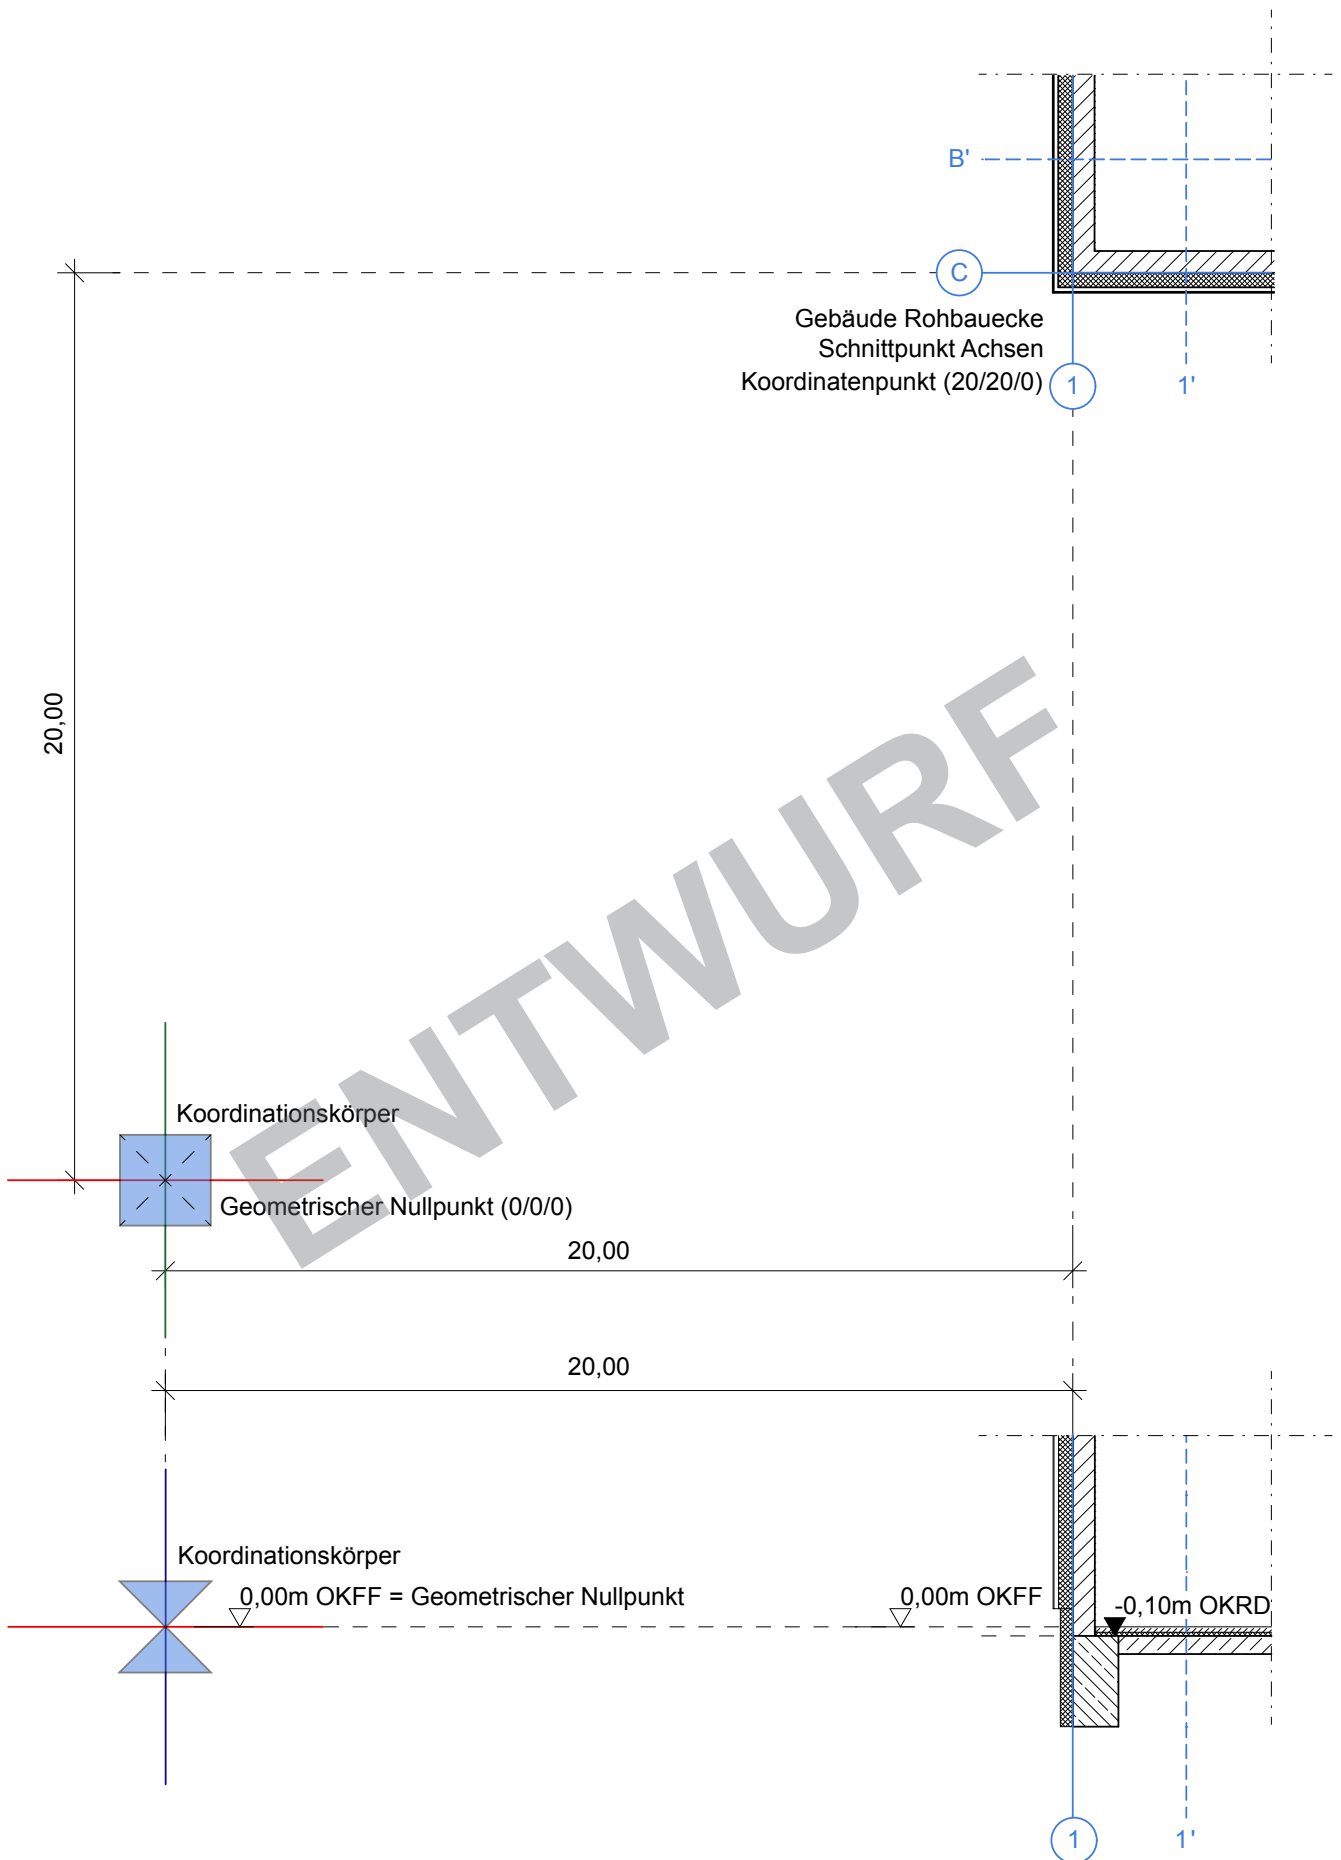 B'
C
Gebäude Rohbauecke
Schnittpunkt Achsen
Koordinatenpunkt (20/20/0)
1
1'
20,00
ENTWURF
Koordinationskörper
Geometrischer Nullpunkt (0/0/0)
20,00
20,00
Koordinationskörper
0,00m OKFF = Geometrischer Nullpunkt
0,00m OKFF
-0,10m OKRD
1
1'